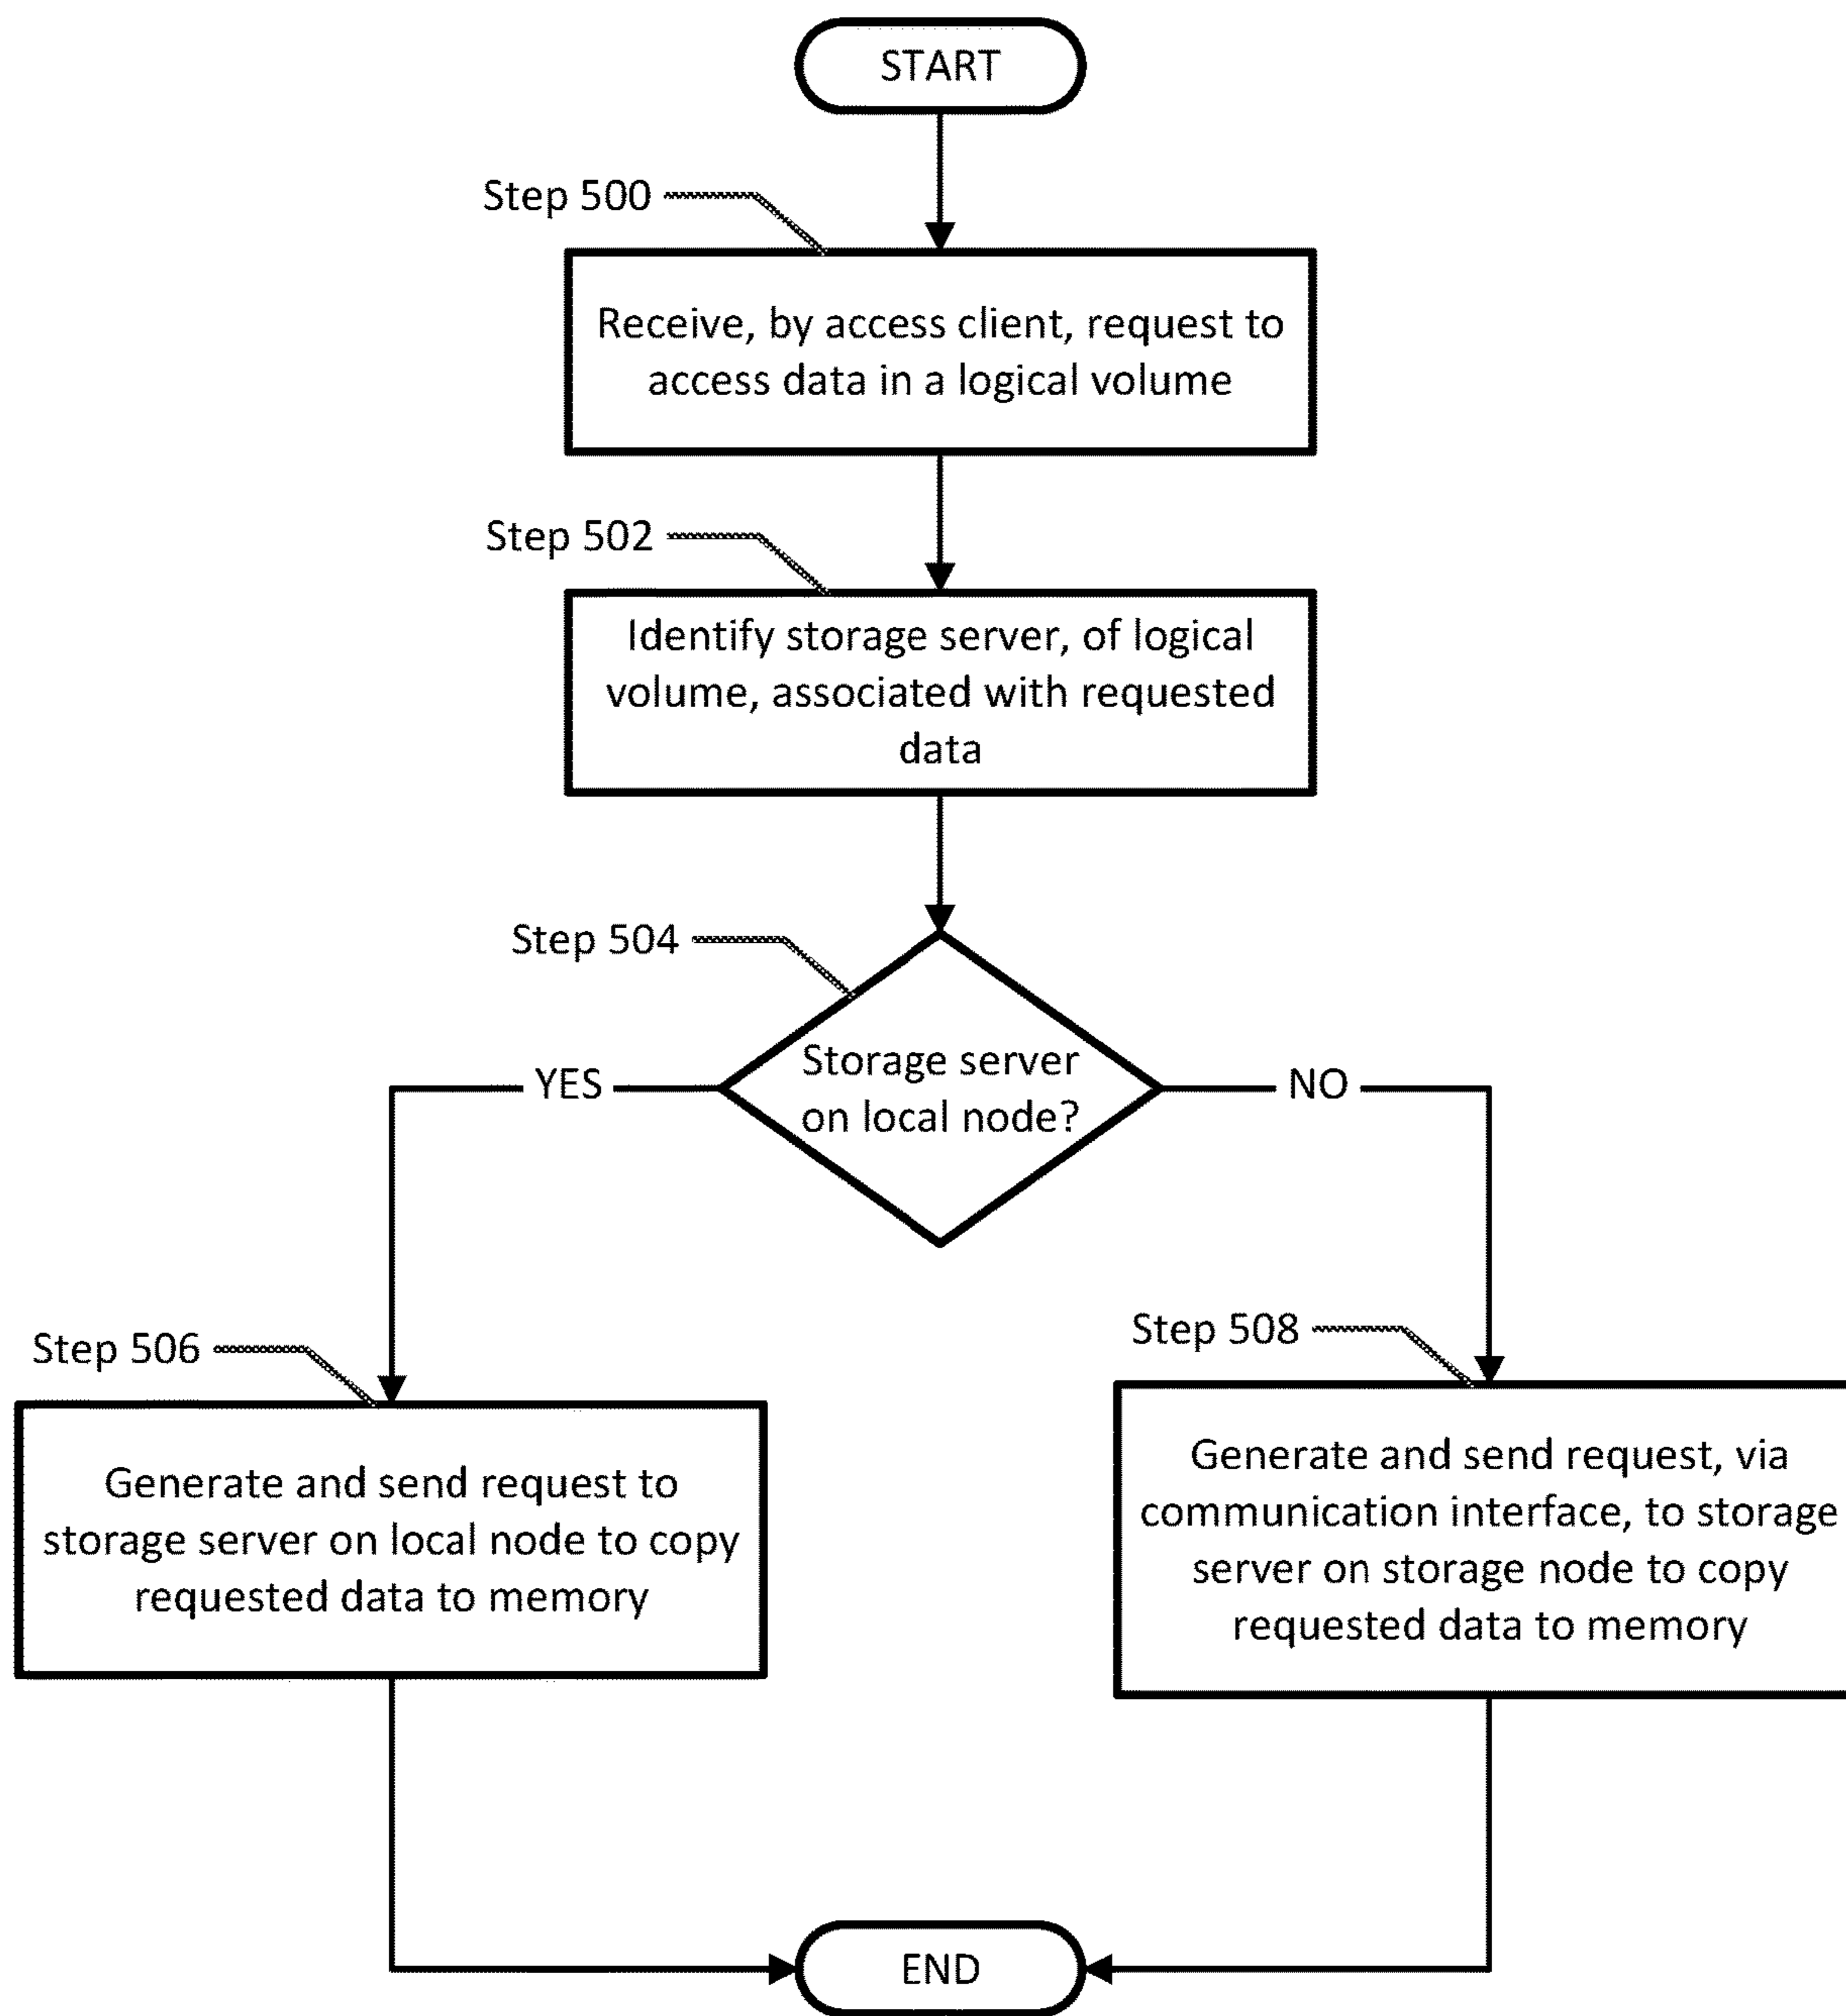 START
Step 500
Receive, by access client, request to
access data in a logical volume
Step 502
Identify storage server, of logical
volume, associated with requested
data
Step 504
Storage server
on local node?
YES
NO
Step 506
Generate and send request to
storage server on local node to copy
requested data to memory
Step 508
Generate and send request, via
communication interface, to storage
server on storage node to copy
requested data to memory
END